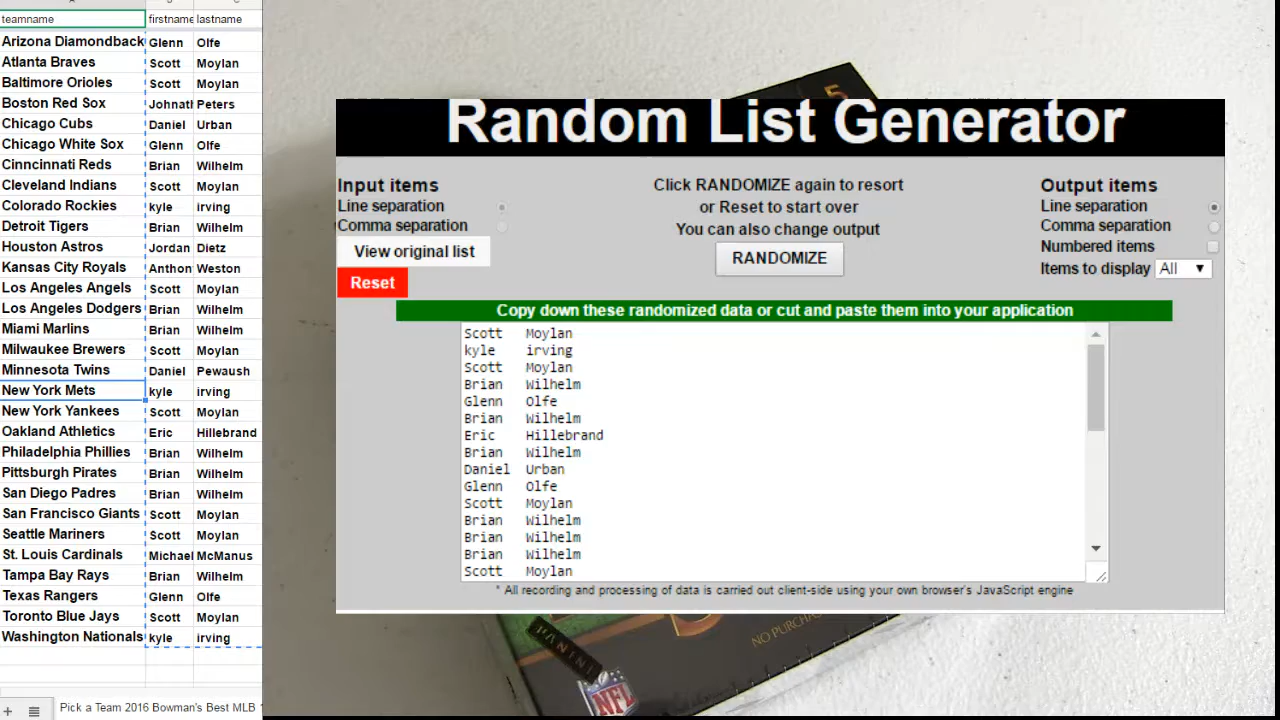 teamname firstname lastname
Arizona Diamondback Glenn Olfe
Atlanta Braves Scott Moylan
Baltimore Orioles Scott Moylan
Boston Red Sox Johnath Peters
Chicago Cubs Daniel Urban
Chicago White Sox Glenn Olfe
Cinncinnati Reds Brian Wilhelm
Cleveland Indians Scott Moylan
Colorado Rockies kyle irving
Detroit Tigers Brian Wilhelm
Houston Astros Jordan Dietz
Kansas City Royals Anthon Weston
Los Angeles Angels Scott Moylan
Los Angeles Dodgers Brian Wilhelm
Miami Marlins Brian Wilhelm
Milwaukee Brewers Scott Moylan
Minnesota Twins Daniel Pewaush
New York Mets kyle irving
New York Yankees Scott Moylan
Oakland Athletics Eric Hillebrand
Philadelphia Phillies Brian Wilhelm
Pittsburgh Pirates Brian Wilhelm
San Diego Padres Brian Wilhelm
San Francisco Giants Scott Moylan
Seattle Mariners Scott Moylan
St. Louis Cardinals Michael McManus
Tampa Bay Rays Brian Wilhelm
Texas Rangers Glenn Olfe
Toronto Blue Jays Scott Moylan
Washington Nationals kyle irving
Pick a Team 2016 Bowman's Best MLB
5
Random List Generator
Input items
Line separation
Comma separation
View original list
Reset
Click RANDOMIZE again to resort
or Reset to start over
You can also change output
RANDOMIZE
Output items
Line separation
Comma separation
Numbered items
Items to display All
Copy down these randomized data or cut and paste them into your application
Scott Moylan
kyle irving
Scott Moylan
Brian Wilhelm
Glenn Olfe
Brian Wilhelm
Eric Hillebrand
Brian Wilhelm
Daniel Urban
Glenn Olfe
Scott Moylan
Brian Wilhelm
Brian Wilhelm
Brian Wilhelm
Scott Moylan
* All recording and processing of data is carried out client-side using your own browser's JavaScript engine
NO PURCHA
PANINI
NFL